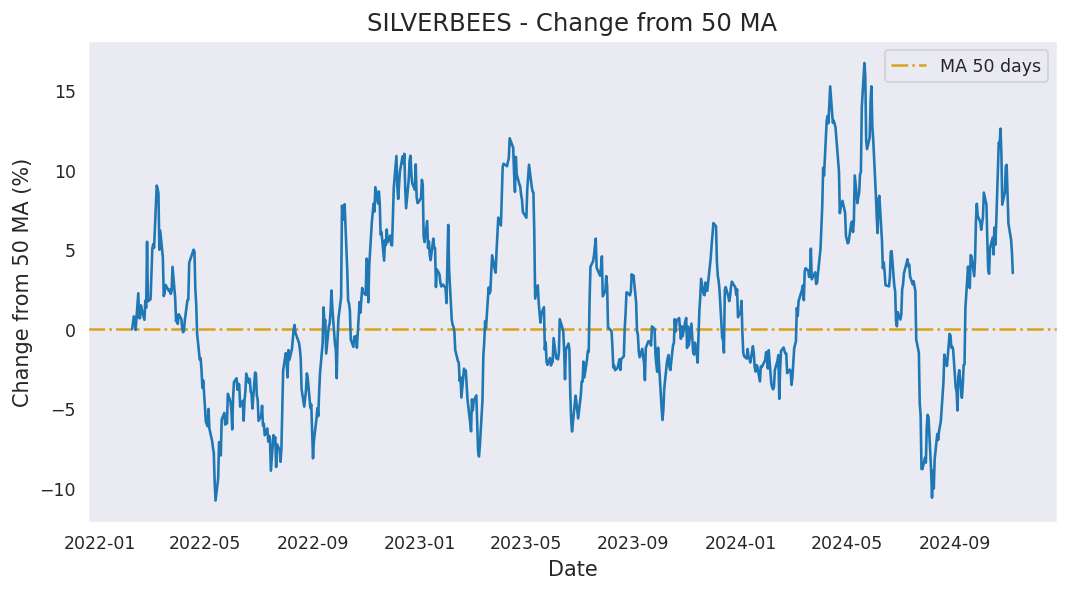 SILVERBEES - Change from 50 MA
MA 50 days
Change from 50 MA (%)
15
10
5
0
−5
−10
2022-01 2022-05 2022-09 2023-01 2023-05 2023-09 2024-01 2024-05 2024-09
Date